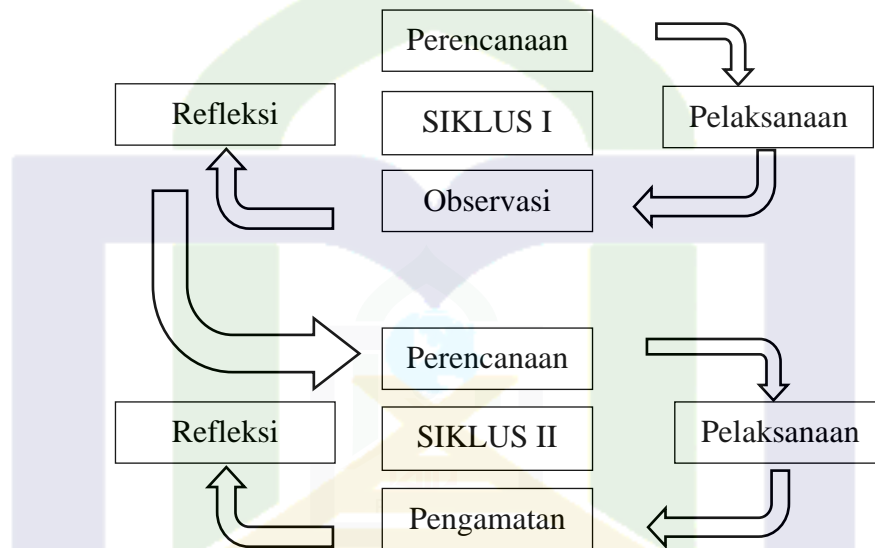 Perencanaan
Refleksi
SIKLUS I
Pelaksanaan
Observasi
Perencanaan
Refleksi
SIKLUS II
Pelaksanaan
Pengamatan